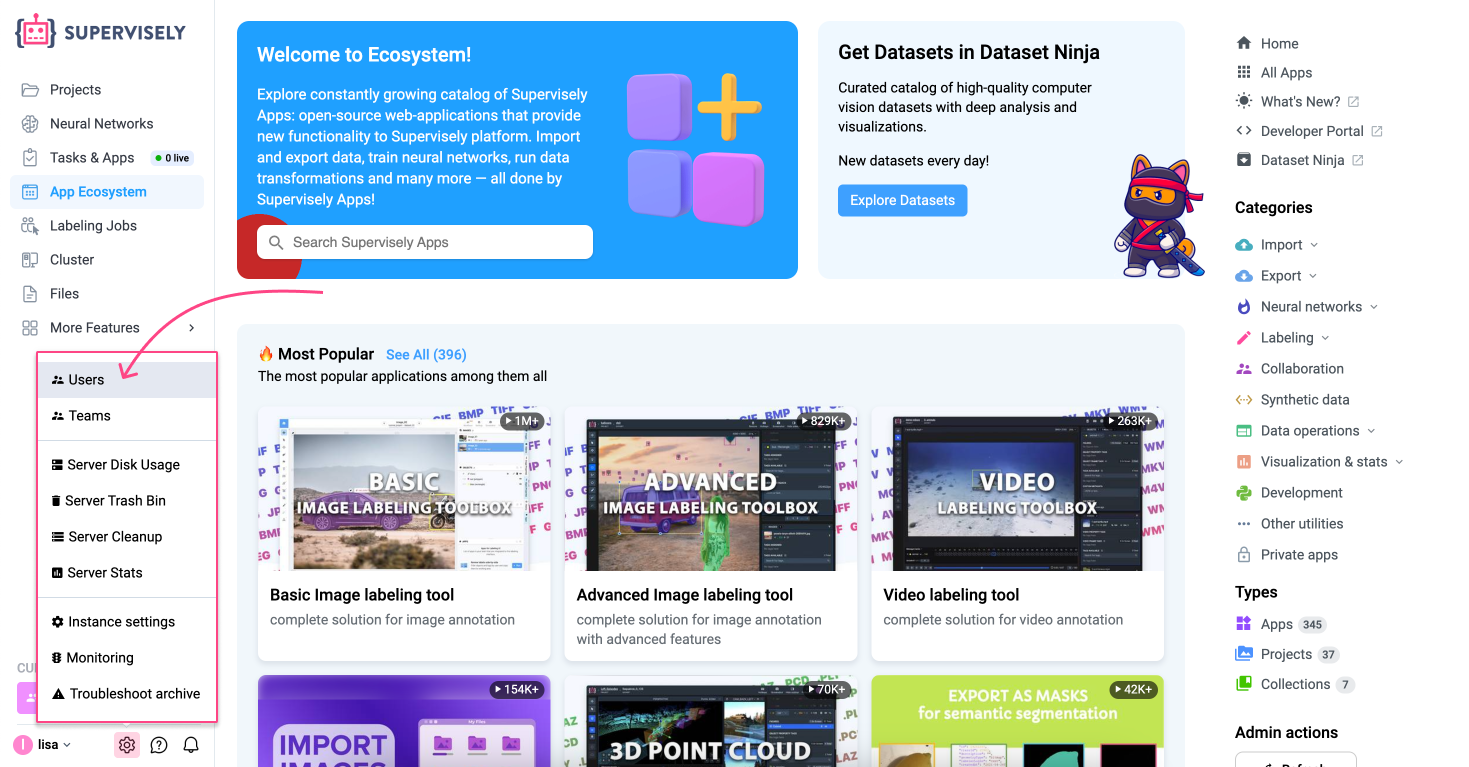 SUPERVISELY
Projects
Neural Networks
Tasks & Apps
0 live
App Ecosystem
Labeling Jobs
Cluster
Files
More Features
Users
Teams
Server Disk Usage
Server Trash Bin
Server Cleanup
Server Stats
Instance settings
Monitoring
Troubleshoot archive
lisa
Welcome to Ecosystem!
Explore constantly growing catalog of Supervisely
Apps: open-source web-applications that provide
new functionality to Supervisely platform. Import
and export data, train neural networks, run data
transformations and many more — all done by
Supervisely Apps!
Search Supervisely Apps
Get Datasets in Dataset Ninja
Curated catalog of high-quality computer
vision datasets with deep analysis and
visualizations.
New datasets every day!
Explore Datasets
Most Popular
See All (396)
The most popular applications among them all
1M+
BASIC
IMAGE LABELING TOOLBOX
Basic Image labeling tool
complete solution for image annotation
829K+
ADVANCED
IMAGE LABELING TOOLBOX
Advanced Image labeling tool
complete solution for image annotation
with advanced features
263K+
VIDEO
LABELING TOOLBOX
Video labeling tool
complete solution for video annotation
154K+
My Files
IMPORT
IMAGES
70K+
3D POINT CLOUD
42K+
EXPORT AS MASKS
for semantic segmentation
Home
All Apps
What's New?
Developer Portal
Dataset Ninja
Categories
Import
Export
Neural networks
Labeling
Collaboration
Synthetic data
Data operations
Visualization & stats
Development
Other utilities
Private apps
Types
Apps 345
Projects 37
Collections 7
Admin actions